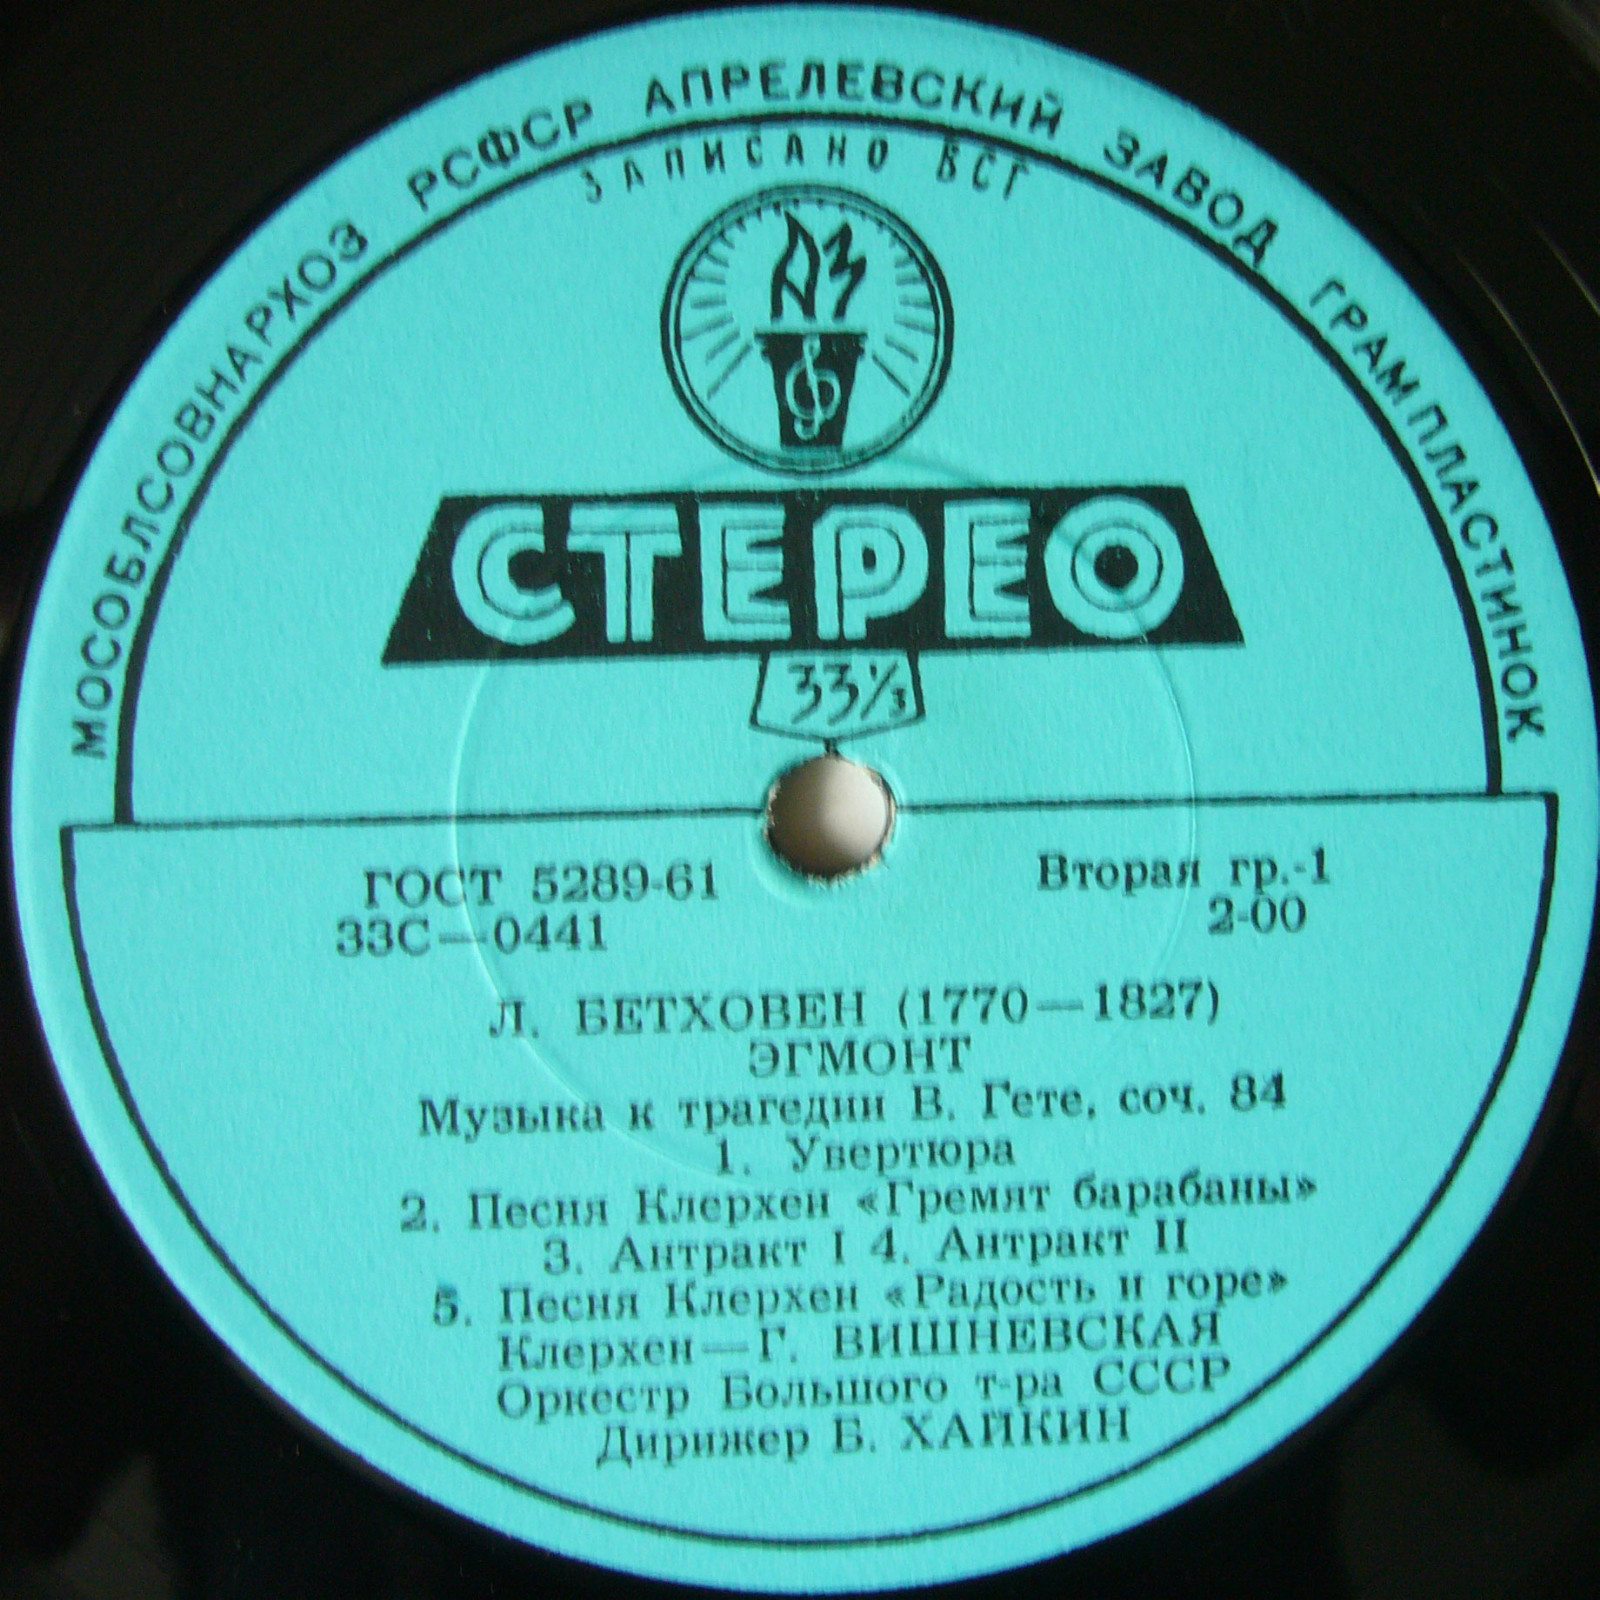 МОСОБЛСОВНАРХОЗ РСФСР АПРЕЛЕВСКИЙ ЗАВОД ГРАМПЛАСТИНОК
ЗАПИСАНО ВСГ
АЗ
СТЕРЕО
33⅓
ГОСТ 5289-61
Вторая гр.-1
33С—0441
2-00
Л. БЕТХОВЕН (1770—1827)
ЭГМОНТ
Музыка к трагедии В. Гете, соч. 84
1. Увертюра
2. Песня Клерхен «Гремят барабаны»
3. Антракт I 4. Антракт II
5. Песня Клерхен «Радость и горе»
Клерхен—Г. ВИШНЕВСКАЯ
Оркестр Большого т-ра СССР
Дирижер Б. ХАЙКИН